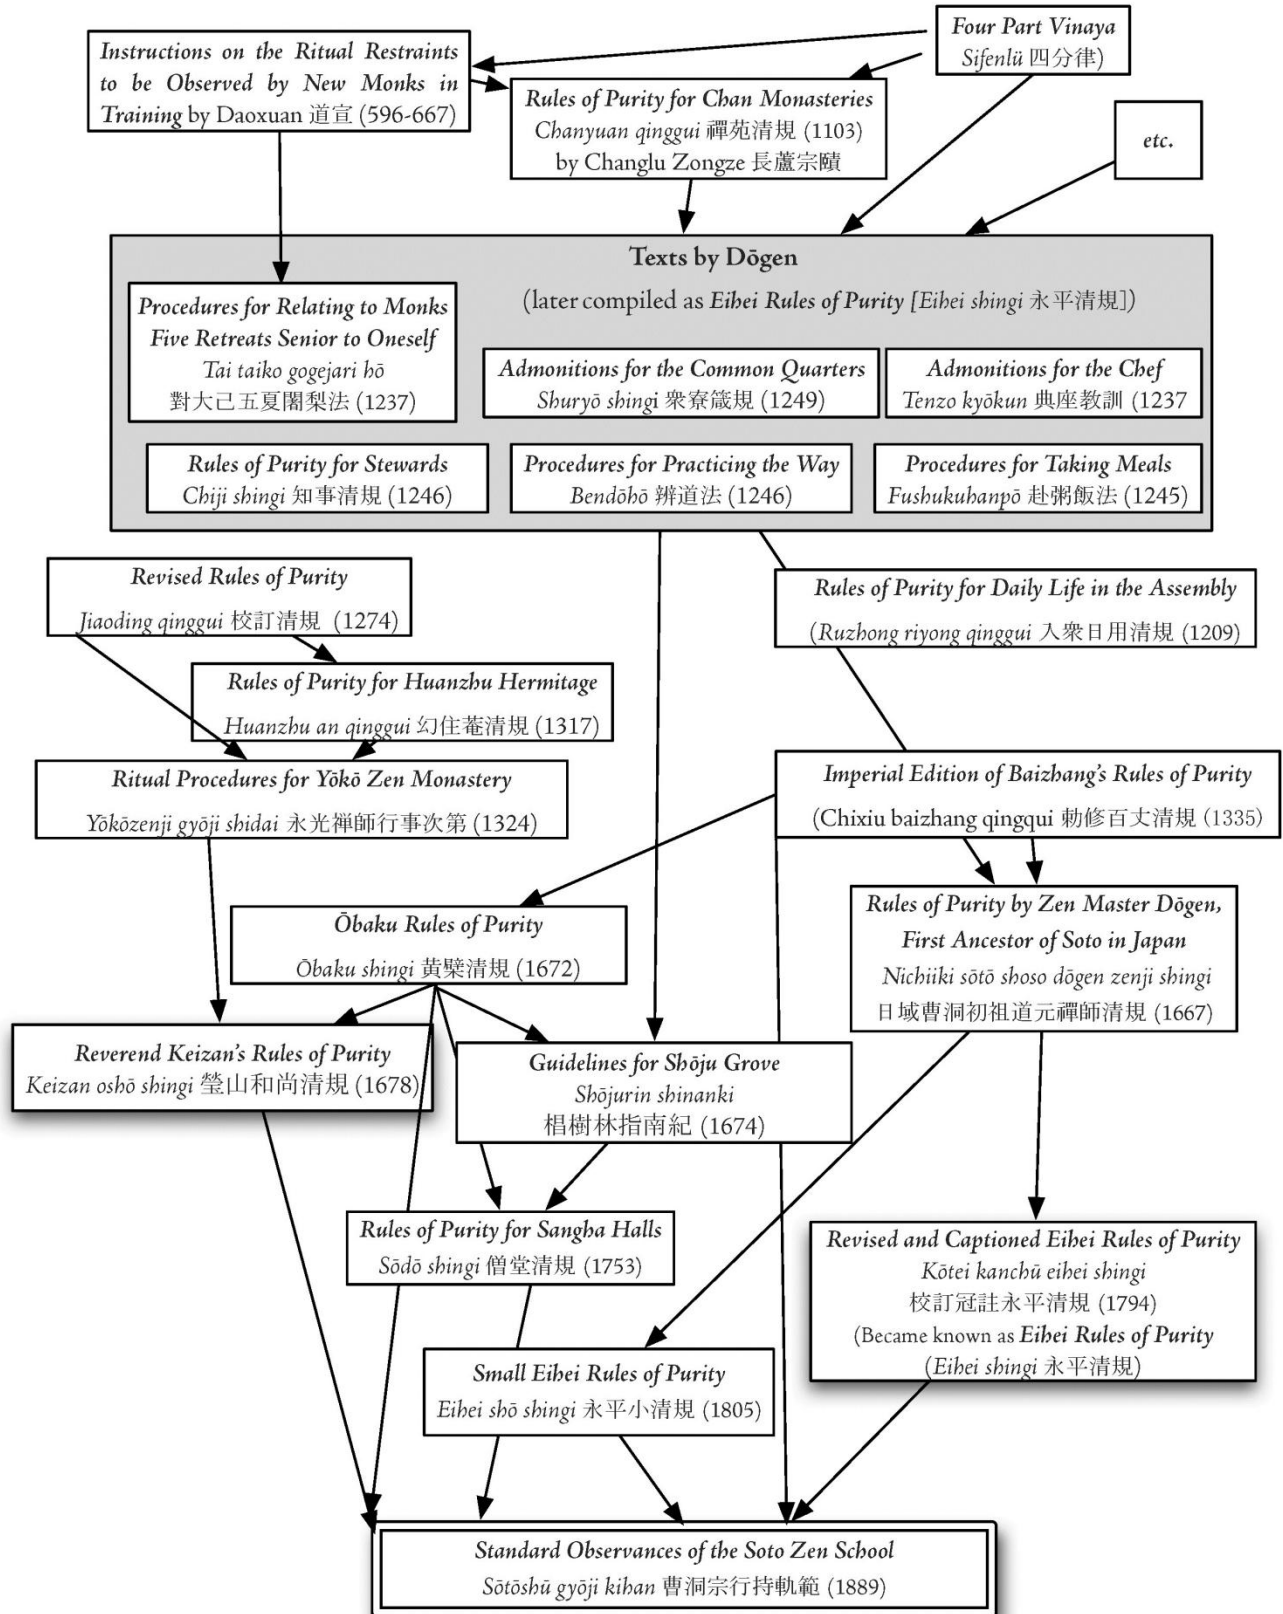 Instructions on the Ritual Restraints
to be Observed by New Monks in
Training by Daoxuan 道宣 (596-667)
Four Part Vinaya
Sifenlü 四分律)
Rules of Purity for Chan Monasteries
Chanyuan qinggui 禪苑清規 (1103)
by Changlu Zongze 長蘆宗賾
etc.
Texts by Dōgen
(later compiled as Eihei Rules of Purity [Eihei shingi 永平清規])
Procedures for Relating to Monks
Five Retreats Senior to Oneself
Tai taiko gogejari hō
對大己五夏闍梨法 (1237)
Admonitions for the Common Quarters
Shuryō shingi 衆寮箴規 (1249)
Admonitions for the Chef
Tenzo kyōkun 典座教訓 (1237
Rules of Purity for Stewards
Chiji shingi 知事清規 (1246)
Procedures for Practicing the Way
Bendōhō 辨道法 (1246)
Procedures for Taking Meals
Fushukuhanpō 赴粥飯法 (1245)
Revised Rules of Purity
Jiaoding qinggui 校訂清規 (1274)
Rules of Purity for Daily Life in the Assembly
(Ruzhong riyong qinggui 入衆日用清規 (1209)
Rules of Purity for Huanzhu Hermitage
Huanzhu an qinggui 幻住菴清規 (1317)
Ritual Procedures for Yōkō Zen Monastery
Yōkōzenji gyōji shidai 永光禅師行事次第 (1324)
Imperial Edition of Baizhang's Rules of Purity
(Chixiu baizhang qingqui 勅修百丈清規 (1335)
Ōbaku Rules of Purity
Ōbaku shingi 黄檗清規 (1672)
Rules of Purity by Zen Master Dōgen,
First Ancestor of Soto in Japan
Nichiiki sōtō shoso dōgen zenji shingi
日域曹洞初祖道元禪師清規 (1667)
Reverend Keizan's Rules of Purity
Keizan oshō shingi 瑩山和尚清規 (1678)
Guidelines for Shōju Grove
Shōjurin shinanki
椙樹林指南紀 (1674)
Rules of Purity for Sangha Halls
Sōdō shingi 僧堂清規 (1753)
Revised and Captioned Eihei Rules of Purity
Kōtei kanchū eihei shingi
校訂冠註永平清規 (1794)
(Became known as Eihei Rules of Purity
(Eihei shingi 永平清規)
Small Eihei Rules of Purity
Eihei shō shingi 永平小清規 (1805)
Standard Observances of the Soto Zen School
Sōtōshū gyōji kihan 曹洞宗行持軌範 (1889)